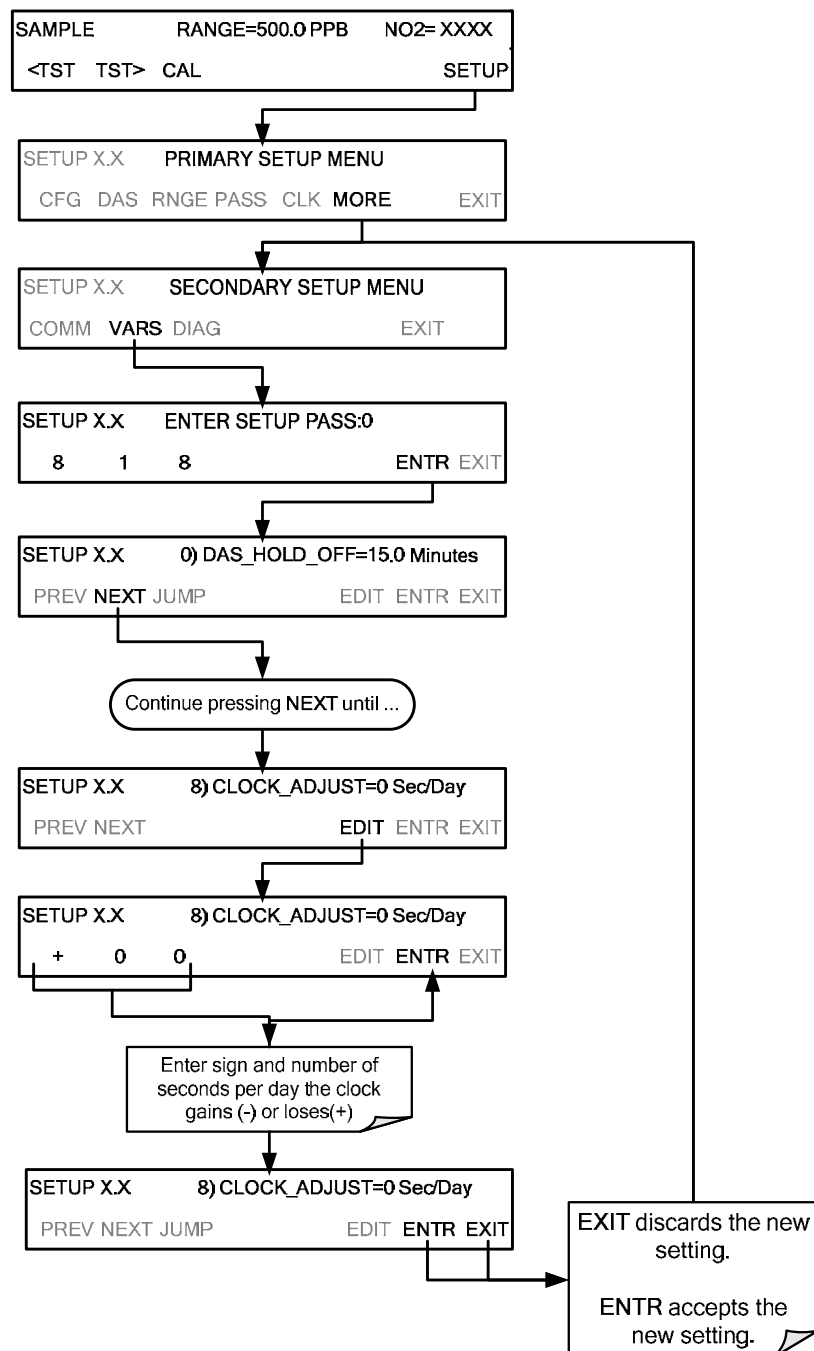 SAMPLE RANGE=500.0 PPB NO2= XXXX
<TST TST> CAL SETUP
SETUP X.X PRIMARY SETUP MENU
CFG DAS RNGE PASS CLK MORE EXIT
SETUP X.X SECONDARY SETUP MENU
COMM VARS DIAG EXIT
SETUP X.X ENTER SETUP PASS:0
8 1 8 ENTR EXIT
SETUP X.X 0) DAS_HOLD_OFF=15.0 Minutes
PREV NEXT JUMP EDIT ENTR EXIT
Continue pressing NEXT until ...
SETUP X.X 8) CLOCK_ADJUST=0 Sec/Day
PREV NEXT EDIT ENTR EXIT
SETUP X.X 8) CLOCK_ADJUST=0 Sec/Day
+ 0 0 EDIT ENTR EXIT
Enter sign and number of
seconds per day the clock
gains (-) or loses(+)
SETUP X.X 8) CLOCK_ADJUST=0 Sec/Day
PREV NEXT JUMP EDIT ENTR EXIT
EXIT discards the new
setting.
ENTR accepts the
new setting.